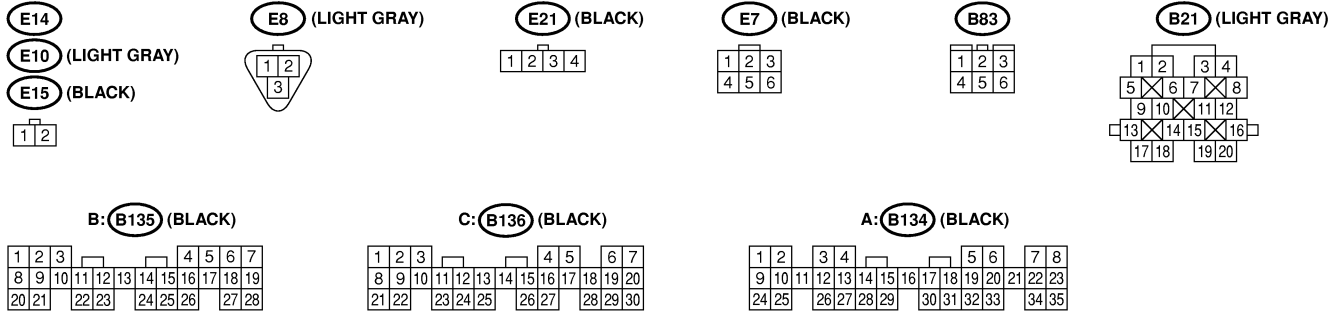 E14
E10 (LIGHT GRAY)
E15 (BLACK)
1 2
E8 (LIGHT GRAY)
1 2
3
E21 (BLACK)
1 2 3 4
E7 (BLACK)
1 2 3
4 5 6
B83
1 2 3
4 5 6
B21 (LIGHT GRAY)
1 2 3 4
5 6 7 8
9 10 11 12
13 14 15 16
17 18 19 20
B: B135 (BLACK)
1 2 3 4 5 6 7
8 9 10 11 12 13 14 15 16 17 18 19
20 21 22 23 24 25 26 27 28
C: B136 (BLACK)
1 2 3 4 5 6 7
8 9 10 11 12 13 14 15 16 17 18 19 20
21 22 23 24 25 26 27 28 29 30
A: B134 (BLACK)
1 2 3 4 5 6 7 8
9 10 11 12 13 14 15 16 17 18 19 20 21 22 23
24 25 26 27 28 29 30 31 32 33 34 35